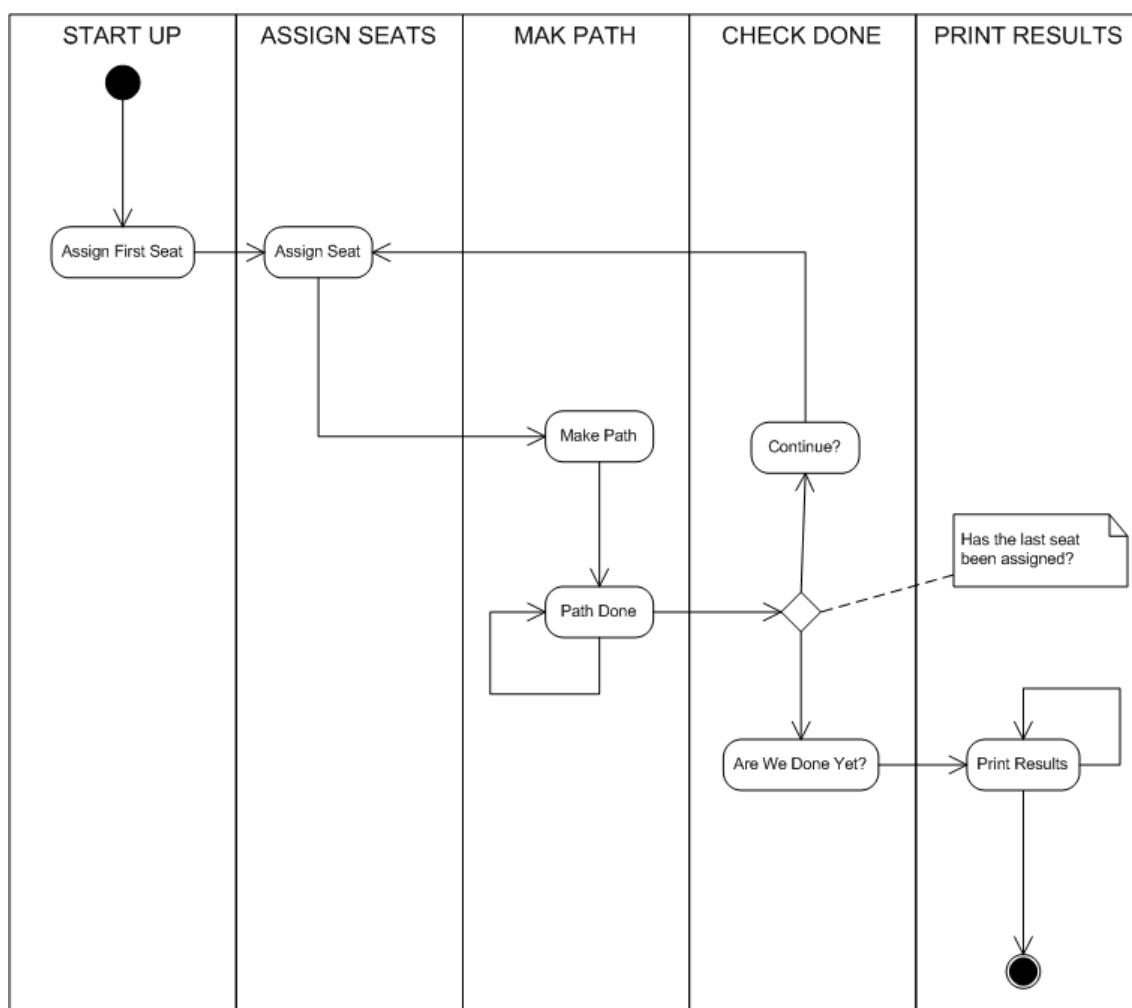 START UP
ASSIGN SEATS
MAK PATH
CHECK DONE
PRINT RESULTS
Assign First Seat
Assign Seat
Make Path
Continue?
Has the last seat
been assigned?
Path Done
Are We Done Yet?
Print Results